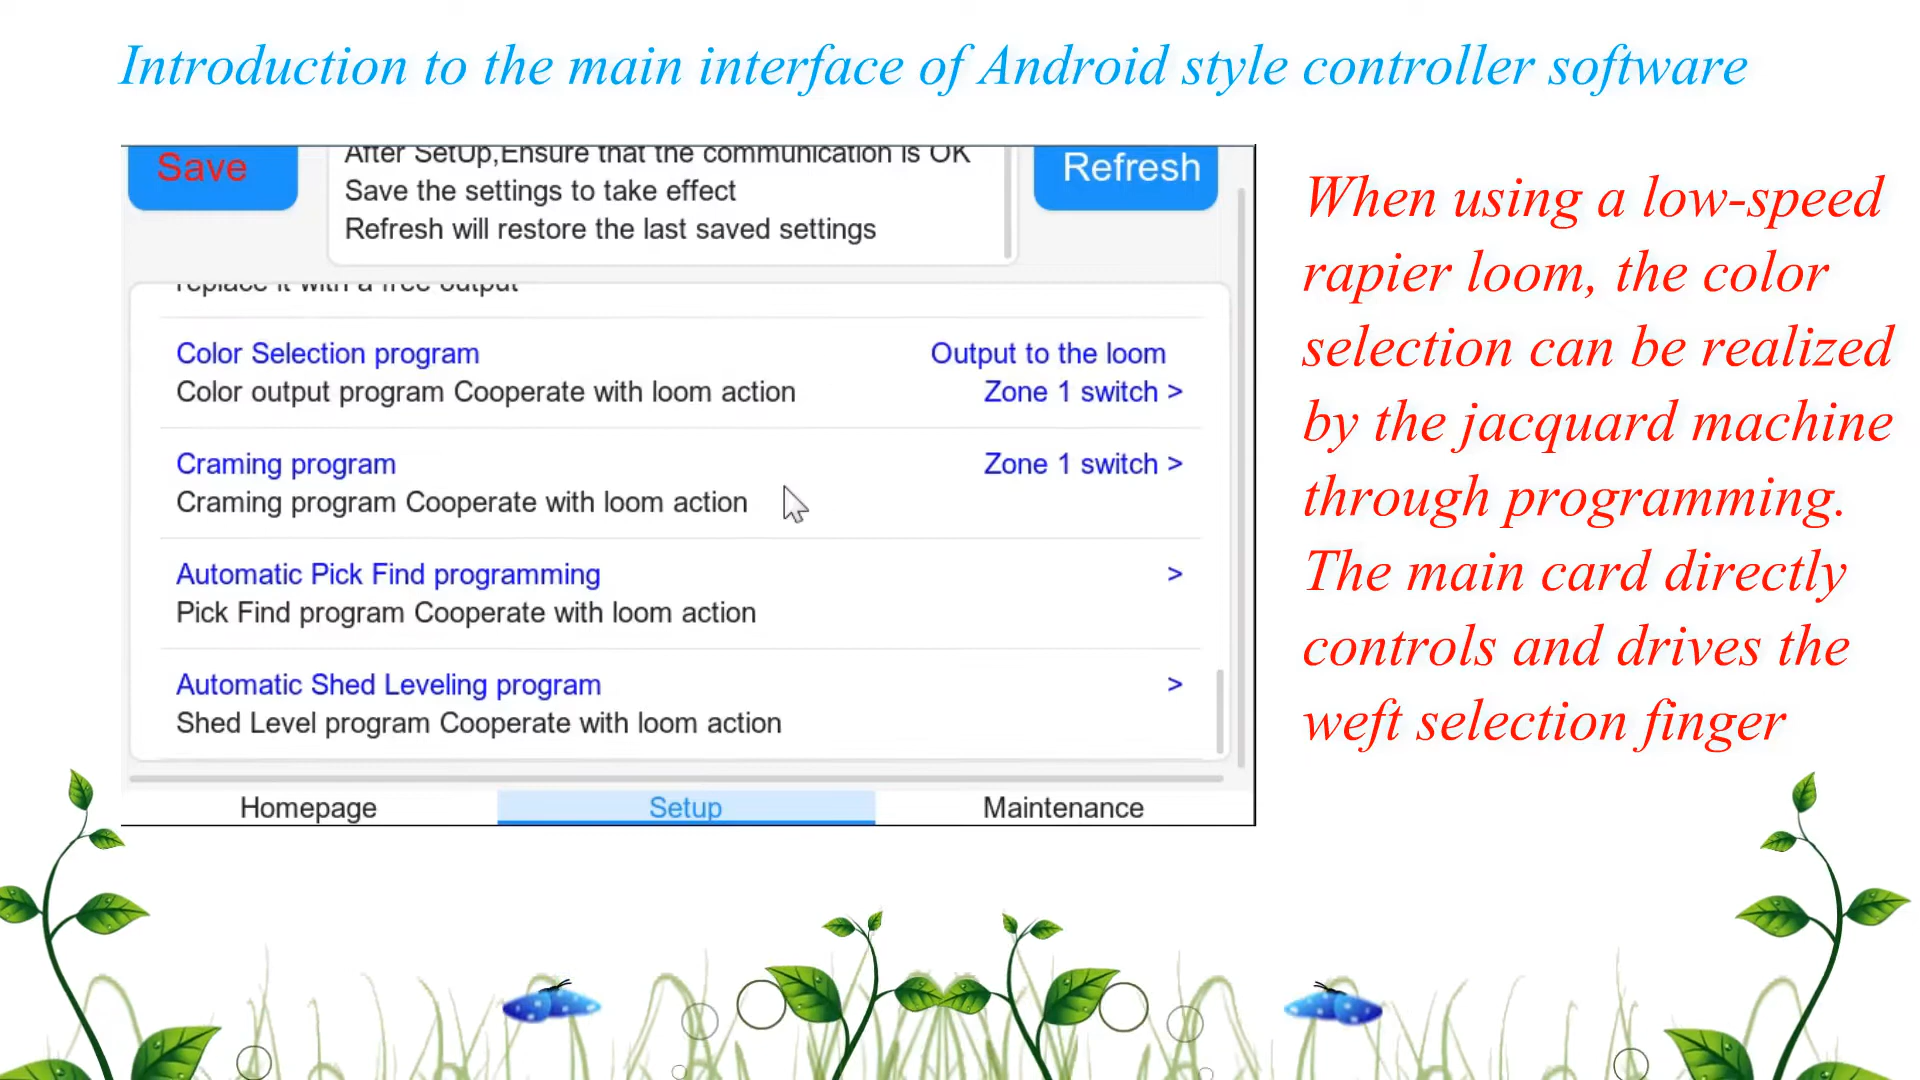 Introduction to the main interface of Android style controller software
Save
After SetUp,Ensure that the communication is OK
Save the settings to take effect
Refresh will restore the last saved settings
Refresh
replace it with a free output
Color Selection program
Output to the loom
Color output program Cooperate with loom action
Zone 1 switch >
Craming program
Zone 1 switch >
Craming program Cooperate with loom action
Automatic Pick Find programming
>
Pick Find program Cooperate with loom action
Automatic Shed Leveling program
>
Shed Level program Cooperate with loom action
Homepage
Setup
Maintenance
When using a low-speed
rapier loom, the color
selection can be realized
by the jacquard machine
through programming.
The main card directly
controls and drives the
weft selection finger